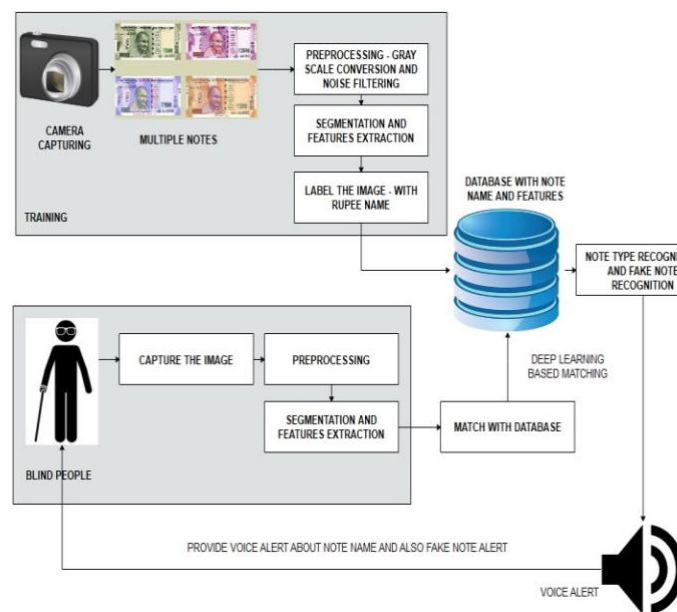 PREPROCESSING - GRAY
SCALE CONVERSION AND
NOISE FILTERING
CAMERA
CAPTURING
MULTIPLE NOTES
SEGMENTATION AND
FEATURES EXTRACTION
LABEL THE IMAGE - WITH
RUPEE NAME
TRAINING
DATABASE WITH NOTE
NAME AND FEATURES
NOTE TYPE RECOGNI
AND FAKE NOTE
RECOGNITION
CAPTURE THE IMAGE
PREPROCESSING
SEGMENTATION AND
FEATURES EXTRACTION
BLIND PEOPLE
MATCH WITH DATABASE
DEEP LEARNING
BASED MATCHING
PROVIDE VOICE ALERT ABOUT NOTE NAME AND ALSO FAKE NOTE ALERT
VOICE ALERT